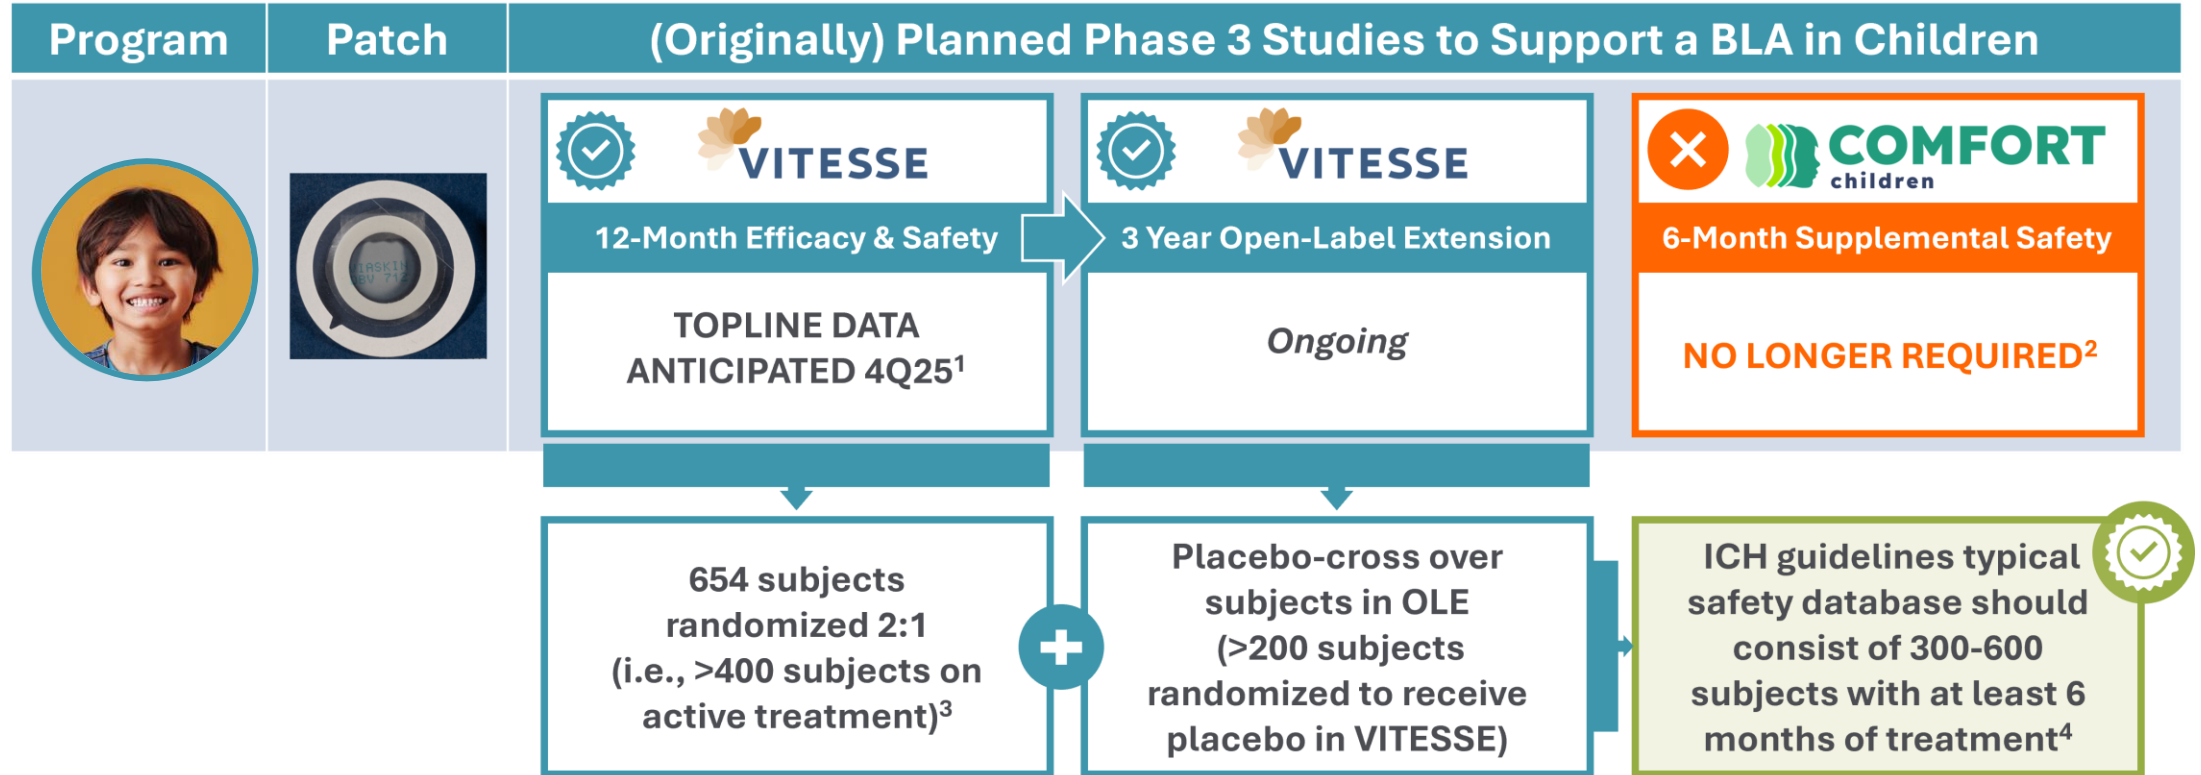 Program
Patch
(Originally) Planned Phase 3 Studies to Support a BLA in Children
VITESSE
12-Month Efficacy & Safety
TOPLINE DATA
ANTICIPATED 4Q25¹
VITESSE
3 Year Open-Label Extension
Ongoing
COMFORT
children
6-Month Supplemental Safety
NO LONGER REQUIRED²
VIASKIN
DBV 712
654 subjects
randomized 2:1
(i.e., >400 subjects on
active treatment)³
Placebo-cross over
subjects in OLE
(>200 subjects
randomized to receive
placebo in VITESSE)
ICH guidelines typical
safety database should
consist of 300-600
subjects with at least 6
months of treatment⁴